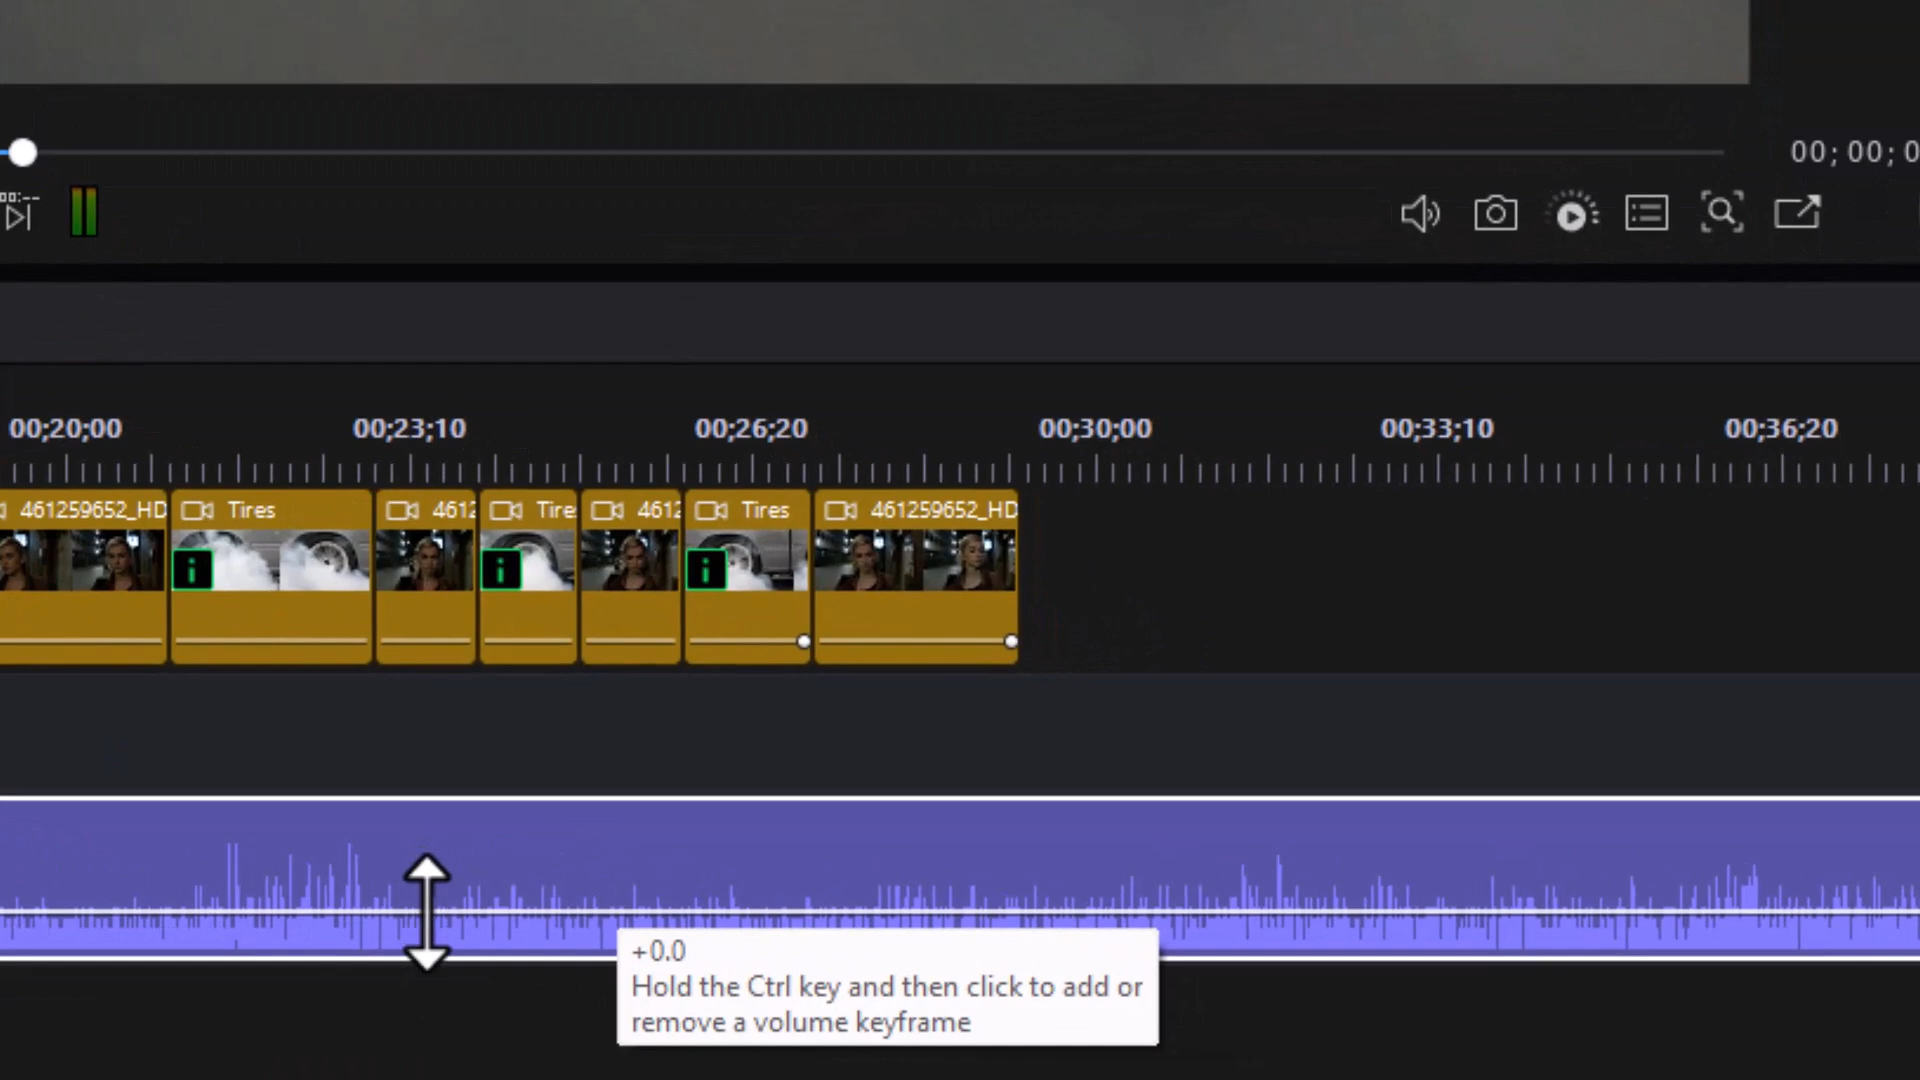 00; 00; 0
00;20;00 00;23;10 00;26;20 00;30;00 00;33;10 00;36;20
461259652_HD Tires 4612 Tire 4612 Tires 461259652_HD
+0.0
Hold the Ctrl key and then click to add or
remove a volume keyframe